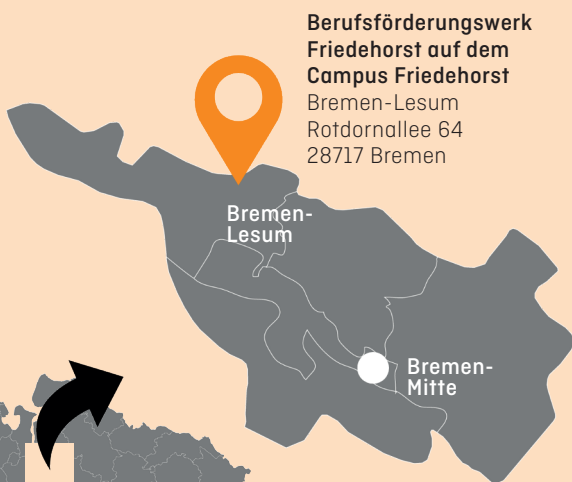 Berufsförderungswerk
Friedehorst auf dem
Campus Friedehorst
Bremen-Lesum
Rotdornallee 64
28717 Bremen
Bremen-
Lesum
Bremen-
Mitte